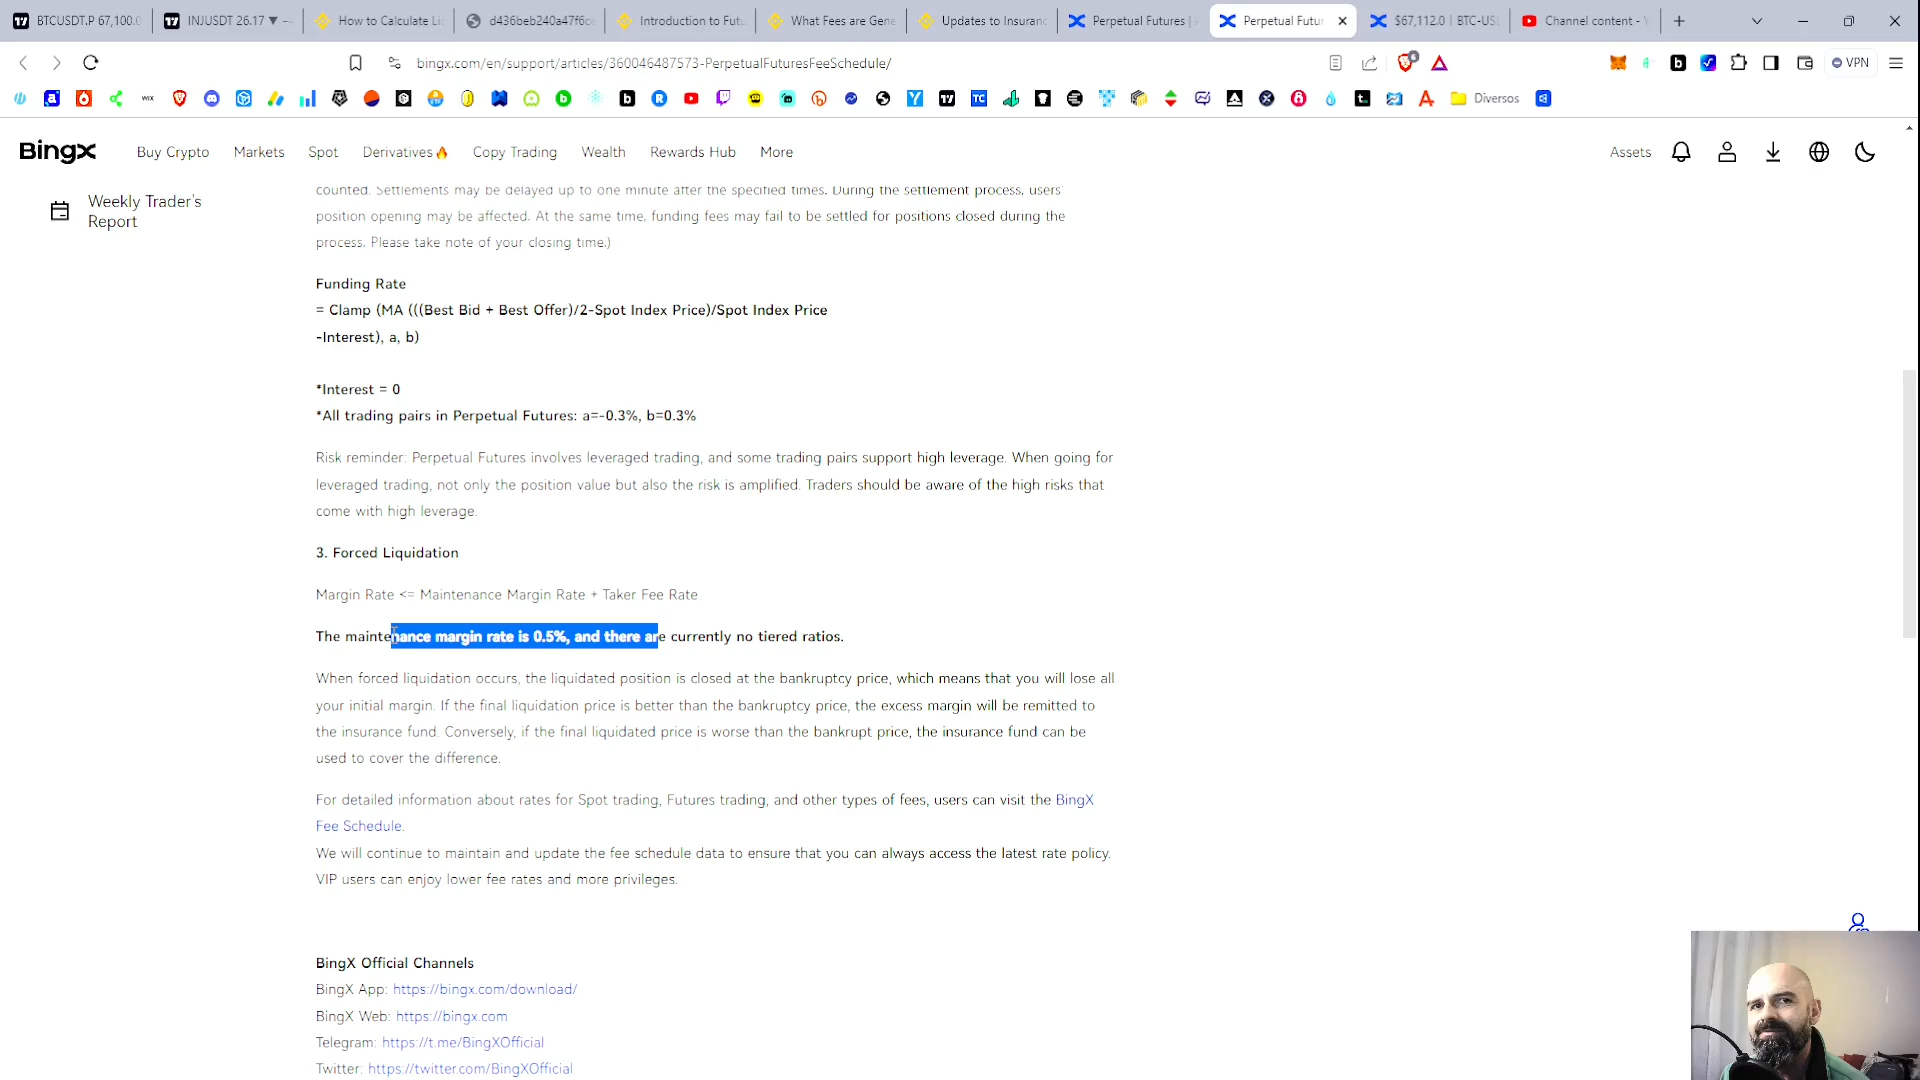 BTCUSDT.P 67,100.0
INJUSDT 26.17 ▼
How to Calculate Li
d436beb240a47f6c
Introduction to Futu
What Fees are Gene
Updates to Insuranc
Perpetual Futures |
Perpetual Futur
$67,112.0 | BTC-US
Channel content - Y
bingx.com/en/support/articles/360046487573-PerpetualFuturesFeeSchedule/
VPN
Diversos
BingX
Buy Crypto
Markets
Spot
Derivatives
Copy Trading
Wealth
Rewards Hub
More
Assets
Weekly Trader's
Report
counted. Settlements may be delayed up to one minute after the specified times. During the settlement process, users'
position opening may be affected. At the same time, funding fees may fail to be settled for positions closed during the
process. Please take note of your closing time.)
Funding Rate
= Clamp (MA (((Best Bid + Best Offer)/2-Spot Index Price)/Spot Index Price
-Interest), a, b)
*Interest = 0
*All trading pairs in Perpetual Futures: a=-0.3%, b=0.3%
Risk reminder: Perpetual Futures involves leveraged trading, and some trading pairs support high leverage. When going for
leveraged trading, not only the position value but also the risk is amplified. Traders should be aware of the high risks that
come with high leverage.
3. Forced Liquidation
Margin Rate <= Maintenance Margin Rate + Taker Fee Rate
The maintenance margin rate is 0.5%, and there are currently no tiered ratios.
When forced liquidation occurs, the liquidated position is closed at the bankruptcy price, which means that you will lose all
your initial margin. If the final liquidation price is better than the bankruptcy price, the excess margin will be remitted to
the insurance fund. Conversely, if the final liquidated price is worse than the bankrupt price, the insurance fund can be
used to cover the difference.
For detailed information about rates for Spot trading, Futures trading, and other types of fees, users can visit the BingX
Fee Schedule.
We will continue to maintain and update the fee schedule data to ensure that you can always access the latest rate policy.
VIP users can enjoy lower fee rates and more privileges.
BingX Official Channels
BingX App: https://bingx.com/download/
BingX Web: https://bingx.com
Telegram: https://t.me/BingXOfficial
Twitter: https://twitter.com/BingXOfficial